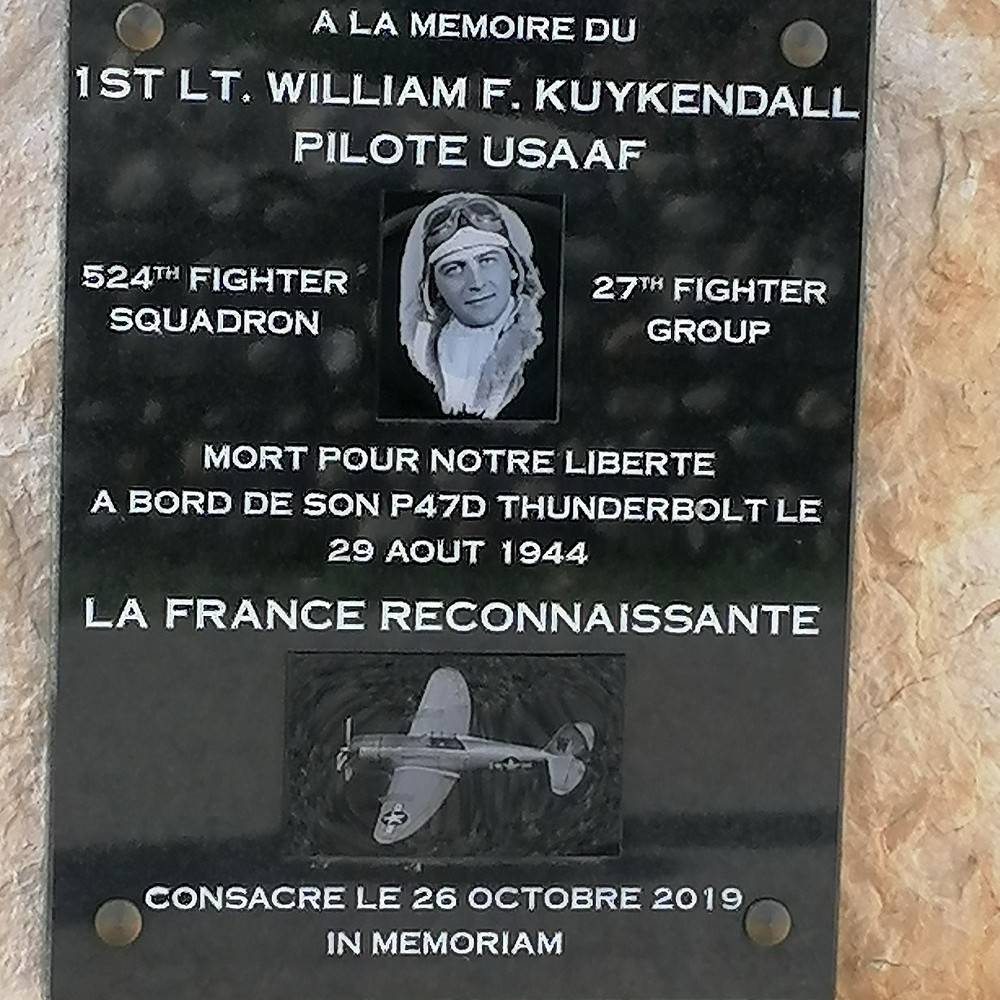 A LA MEMOIRE DU
1ST LT. WILLIAM F. KUYKENDALL
PILOTE USAAF
524TH FIGHTER
SQUADRON
27TH FIGHTER
GROUP
MORT POUR NOTRE LIBERTE
A BORD DE SON P47D THUNDERBOLT LE
29 AOUT 1944
LA FRANCE RECONNAISSANTE
CONSACRE LE 26 OCTOBRE 2019
IN MEMORIAM